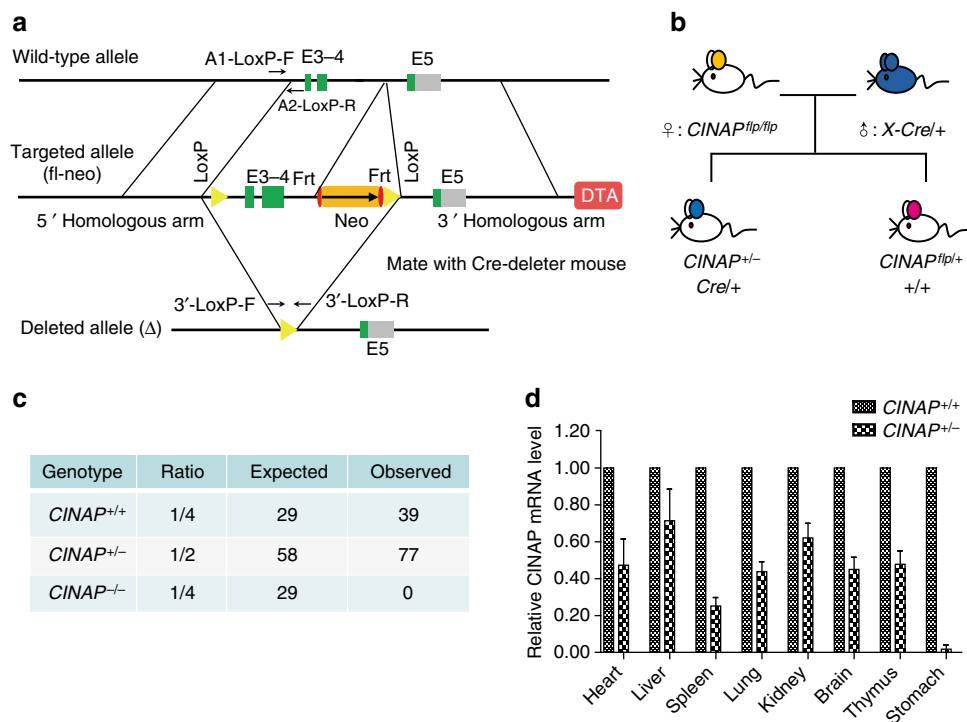 a
Wild–type allele
A1-LoxP-F
E3–4
E5
A2-LoxP-R
Targeted allele
(fl-neo)
LoxP
E3–4
Frt
Frt
LoxP
E5
DTA
5 ′ Homologous arm
Neo
3 ′ Homologous arm
Mate with Cre-deleter mouse
3′-LoxP-F
3′-LoxP-R
Deleted allele (Δ)
E5
b
♀: CINAP^flp/flp
♂: X-Cre/+
CINAP^+/–
Cre/+
CINAP^flp/+
+/+
c
Genotype Ratio Expected Observed
CINAP^+/+ 1/4 29 39
CINAP^+/– 1/2 58 77
CINAP^–/– 1/4 29 0
d
CINAP^+/+
CINAP^+/–
Relative CINAP mRNA level
1.20
1.00
0.80
0.60
0.40
0.20
0.00
Heart
Liver
Spleen
Lung
Kidney
Brain
Thymus
Stomach